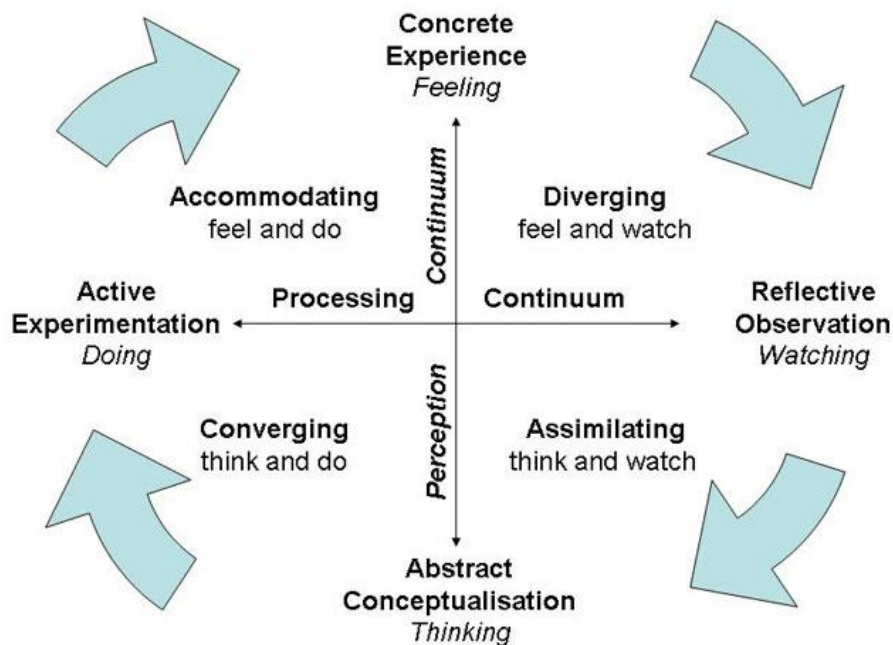 Concrete
Experience
Feeling
Accommodating
feel and do
Continuum
Diverging
feel and watch
Active
Experimentation
Doing
Processing
Continuum
Reflective
Observation
Watching
Converging
think and do
Perception
Assimilating
think and watch
Abstract
Conceptualisation
Thinking